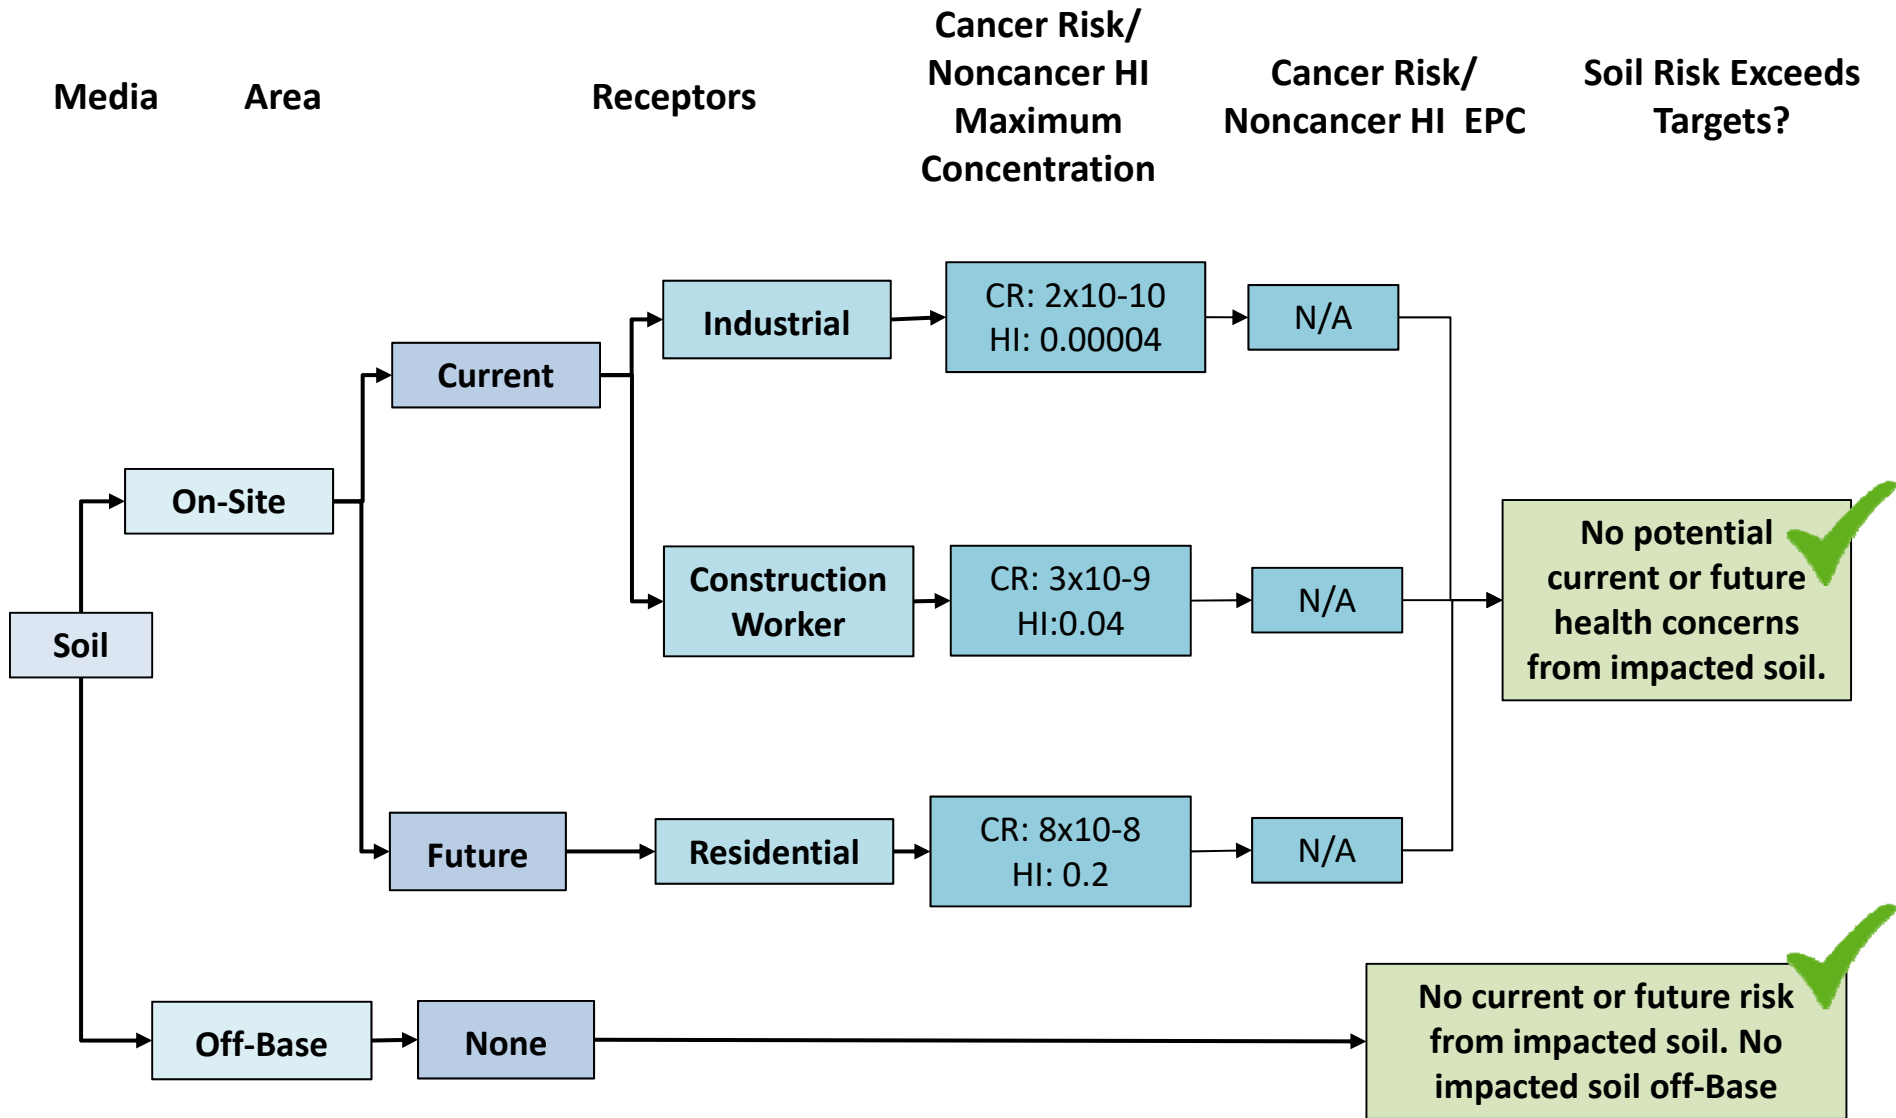 Media
Area
Receptors
Cancer Risk/
Noncancer HI
Maximum
Concentration
Cancer Risk/
Noncancer HI EPC
Soil Risk Exceeds
Targets?
Soil
On-Site
Current
Industrial
CR: 2x10-10
HI: 0.00004
N/A
Construction
Worker
CR: 3x10-9
HI:0.04
N/A
Future
Residential
CR: 8x10-8
HI: 0.2
N/A
No potential
current or future
health concerns
from impacted soil.
Off-Base
None
No current or future risk
from impacted soil. No
impacted soil off-Base